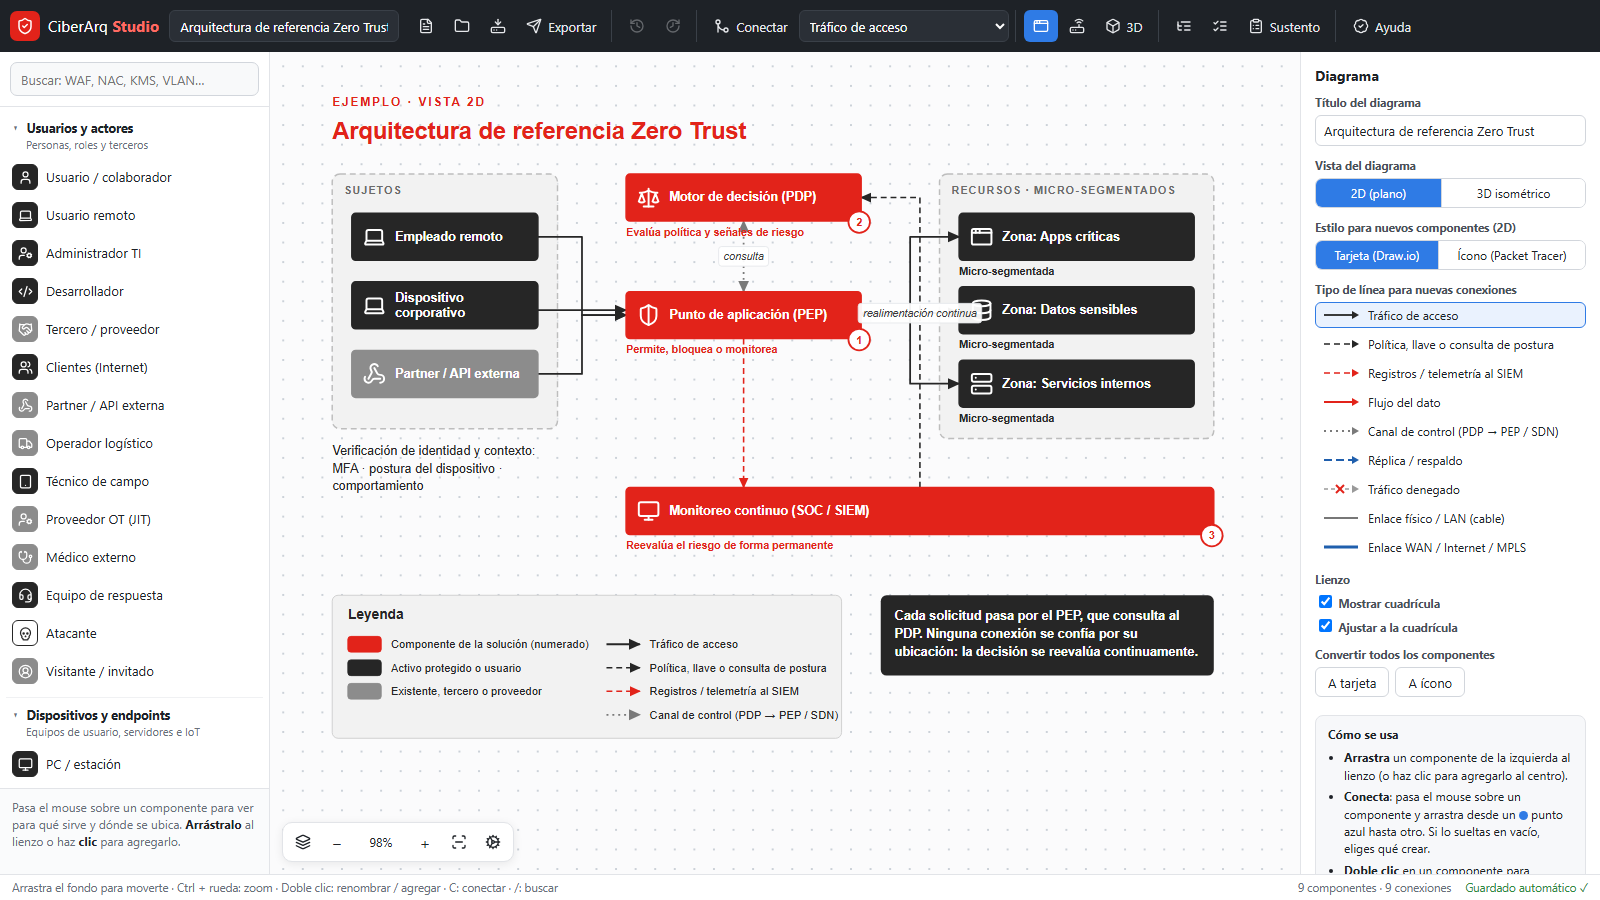 CiberArq Studio
Arquitectura de referencia Zero Trust
Exportar
Conectar
Tráfico de acceso
3D
Sustento
Ayuda
Buscar: WAF, NAC, KMS, VLAN...
Usuarios y actores
Personas, roles y terceros
Usuario / colaborador
Usuario remoto
Administrador TI
Desarrollador
Tercero / proveedor
Clientes (Internet)
Partner / API externa
Operador logístico
Técnico de campo
Proveedor OT (JIT)
Médico externo
Equipo de respuesta
Atacante
Visitante / invitado
Dispositivos y endpoints
Equipos de usuario, servidores e IoT
PC / estación
Pasa el mouse sobre un componente para ver
para qué sirve y dónde se ubica. Arrástralo al
lienzo o haz clic para agregarlo.
EJEMPLO · VISTA 2D
Arquitectura de referencia Zero Trust
SUJETOS
Empleado remoto
Dispositivo
corporativo
Partner / API externa
Verificación de identidad y contexto:
MFA · postura del dispositivo ·
comportamiento
Motor de decisión (PDP)
2
Evalúa política y señales de riesgo
consulta
Punto de aplicación (PEP)
1
Permite, bloquea o monitorea
realimentación continua
RECURSOS · MICRO-SEGMENTADOS
Zona: Apps críticas
Micro-segmentada
Zona: Datos sensibles
Micro-segmentada
Zona: Servicios internos
Micro-segmentada
Monitoreo continuo (SOC / SIEM)
3
Reevalúa el riesgo de forma permanente
Leyenda
Componente de la solución (numerado)
Activo protegido o usuario
Existente, tercero o proveedor
Tráfico de acceso
Política, llave o consulta de postura
Registros / telemetría al SIEM
Canal de control (PDP → PEP / SDN)
Cada solicitud pasa por el PEP, que consulta al
PDP. Ninguna conexión se confía por su
ubicación: la decisión se reevalúa continuamente.
98%
Diagrama
Título del diagrama
Arquitectura de referencia Zero Trust
Vista del diagrama
2D (plano)
3D isométrico
Estilo para nuevos componentes (2D)
Tarjeta (Draw.io)
Ícono (Packet Tracer)
Tipo de línea para nuevas conexiones
Tráfico de acceso
Política, llave o consulta de postura
Registros / telemetría al SIEM
Flujo del dato
Canal de control (PDP → PEP / SDN)
Réplica / respaldo
Tráfico denegado
Enlace físico / LAN (cable)
Enlace WAN / Internet / MPLS
Lienzo
Mostrar cuadrícula
Ajustar a la cuadrícula
Convertir todos los componentes
A tarjeta
A ícono
Cómo se usa
• Arrastra un componente de la izquierda al
lienzo (o haz clic para agregarlo al centro).
• Conecta: pasa el mouse sobre un
componente y arrastra desde un punto
azul hasta otro. Si lo sueltas en vacío,
eliges qué crear.
• Doble clic en un componente para
Arrastra el fondo para moverte · Ctrl + rueda: zoom · Doble clic: renombrar / agregar · C: conectar · /: buscar
9 componentes · 9 conexiones
Guardado automático ✓